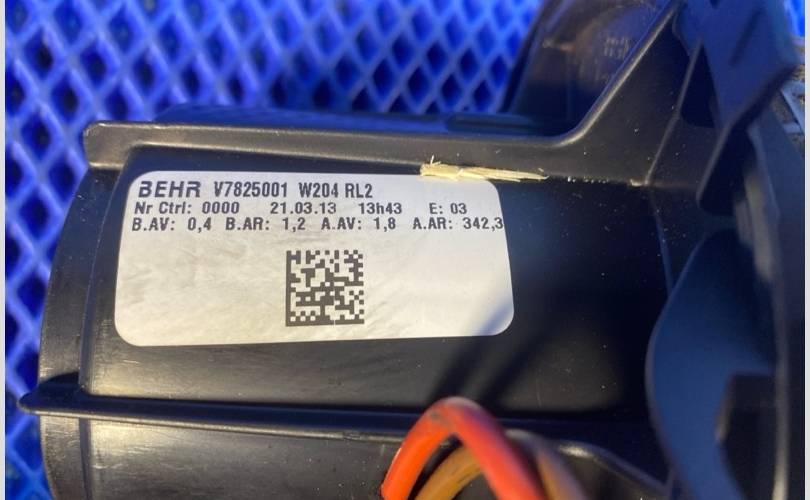 BEHR V7825001 W204 RL2
Nr Ctrl: 0000 21.03.13 13h43 E: 03
B.AV: 0,4 B.AR: 1,2 A.AV: 1,8 A.AR: 342,3